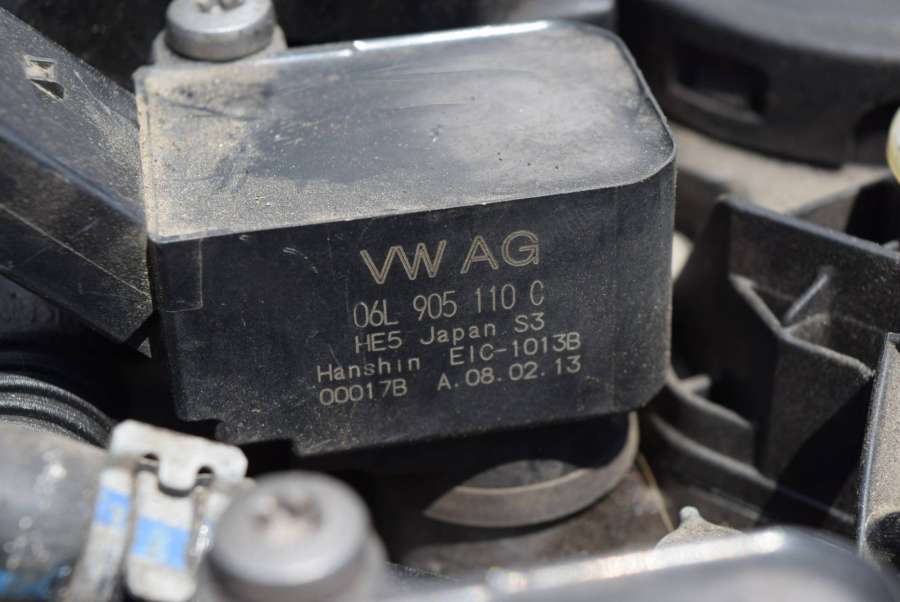 VW AG
06L 905 110 C
HE5 Japan S3
Hanshin EIC-1013B
00017B A.08.02.13